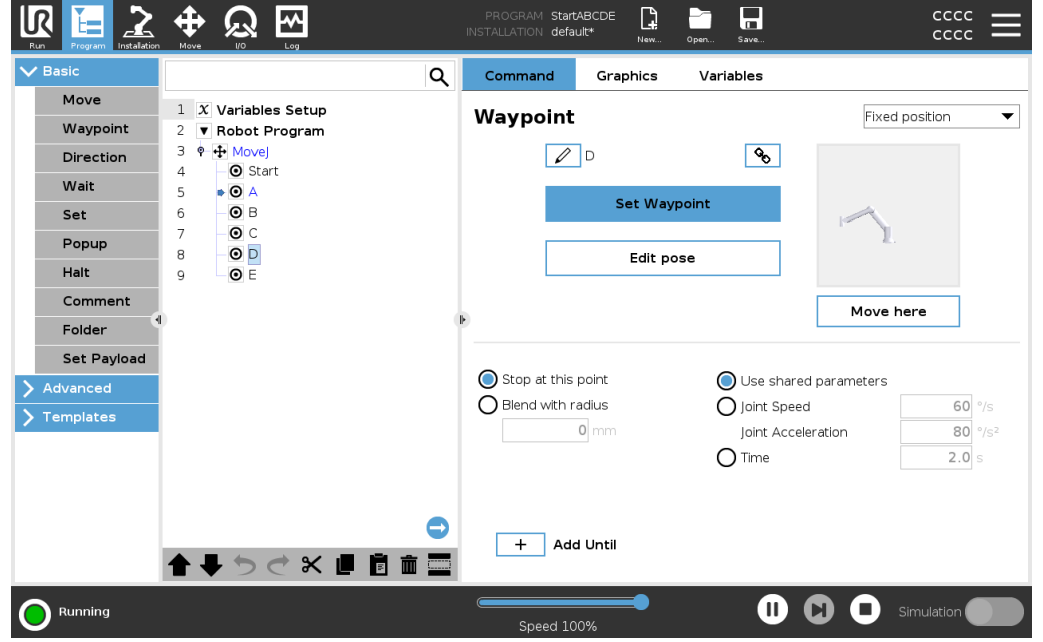 PROGRAM StartABCDE
INSTALLATION default*
CCCC
CCCC
UR
Run
Program
Installation
Move
I/O
Log
New...
Open...
Save...
Basic
Move
Waypoint
Direction
Wait
Set
Popup
Halt
Comment
Folder
Set Payload
Advanced
Templates
1 X Variables Setup
2 Robot Program
3 MoveJ
4 Start
5 A
6 B
7 C
8 D
9 E
Command Graphics Variables
Waypoint
Fixed position
D
Set Waypoint
Edit pose
Move here
Stop at this point
Blend with radius
0 mm
Use shared parameters
Joint Speed 60 °/s
Joint Acceleration 80 °/s²
Time 2.0 s
+ Add Until
Running
Speed 100%
Simulation